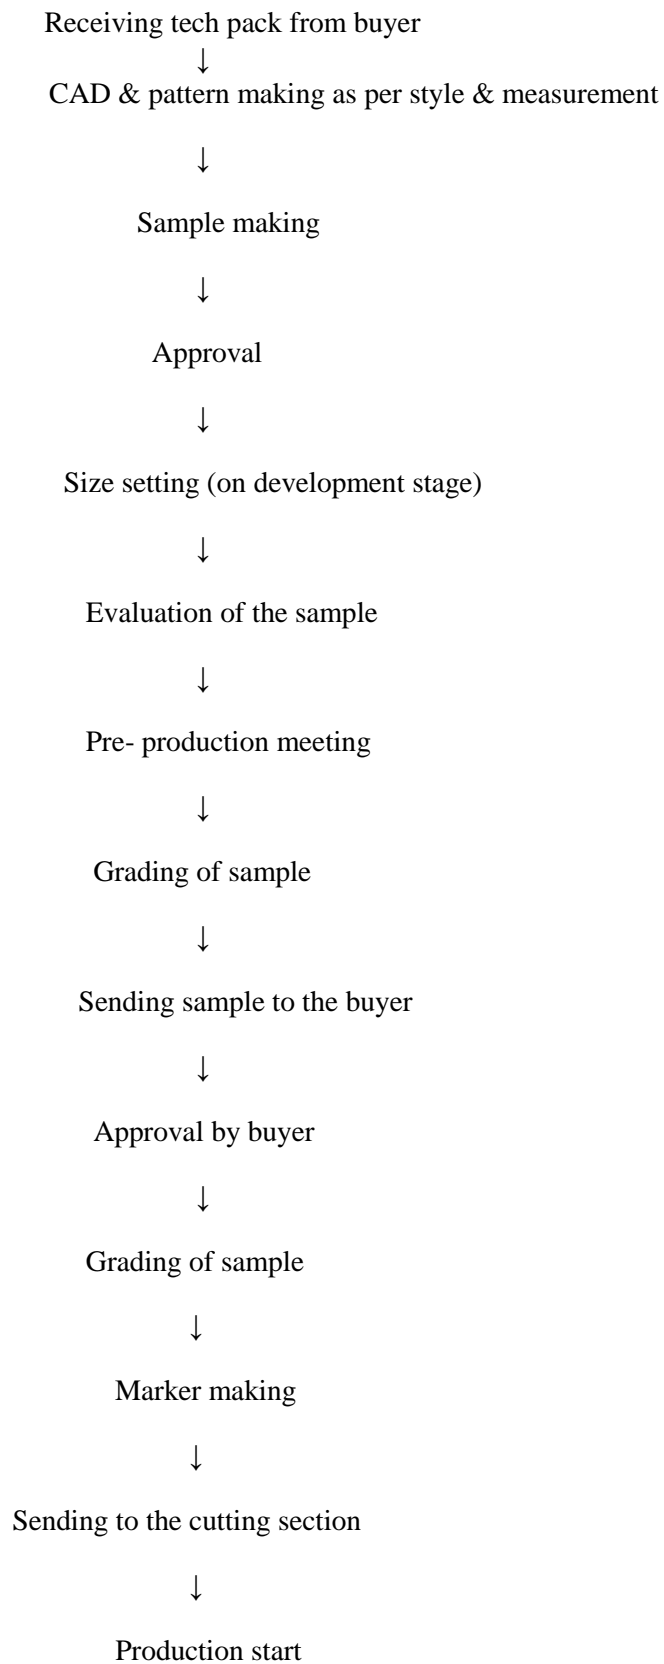 Receiving tech pack from buyer
↓
CAD & pattern making as per style & measurement
↓
Sample making
↓
Approval
↓
Size setting (on development stage)
↓
Evaluation of the sample
↓
Pre- production meeting
↓
Grading of sample
↓
Sending sample to the buyer
↓
Approval by buyer
↓
Grading of sample
↓
Marker making
↓
Sending to the cutting section
↓
Production start